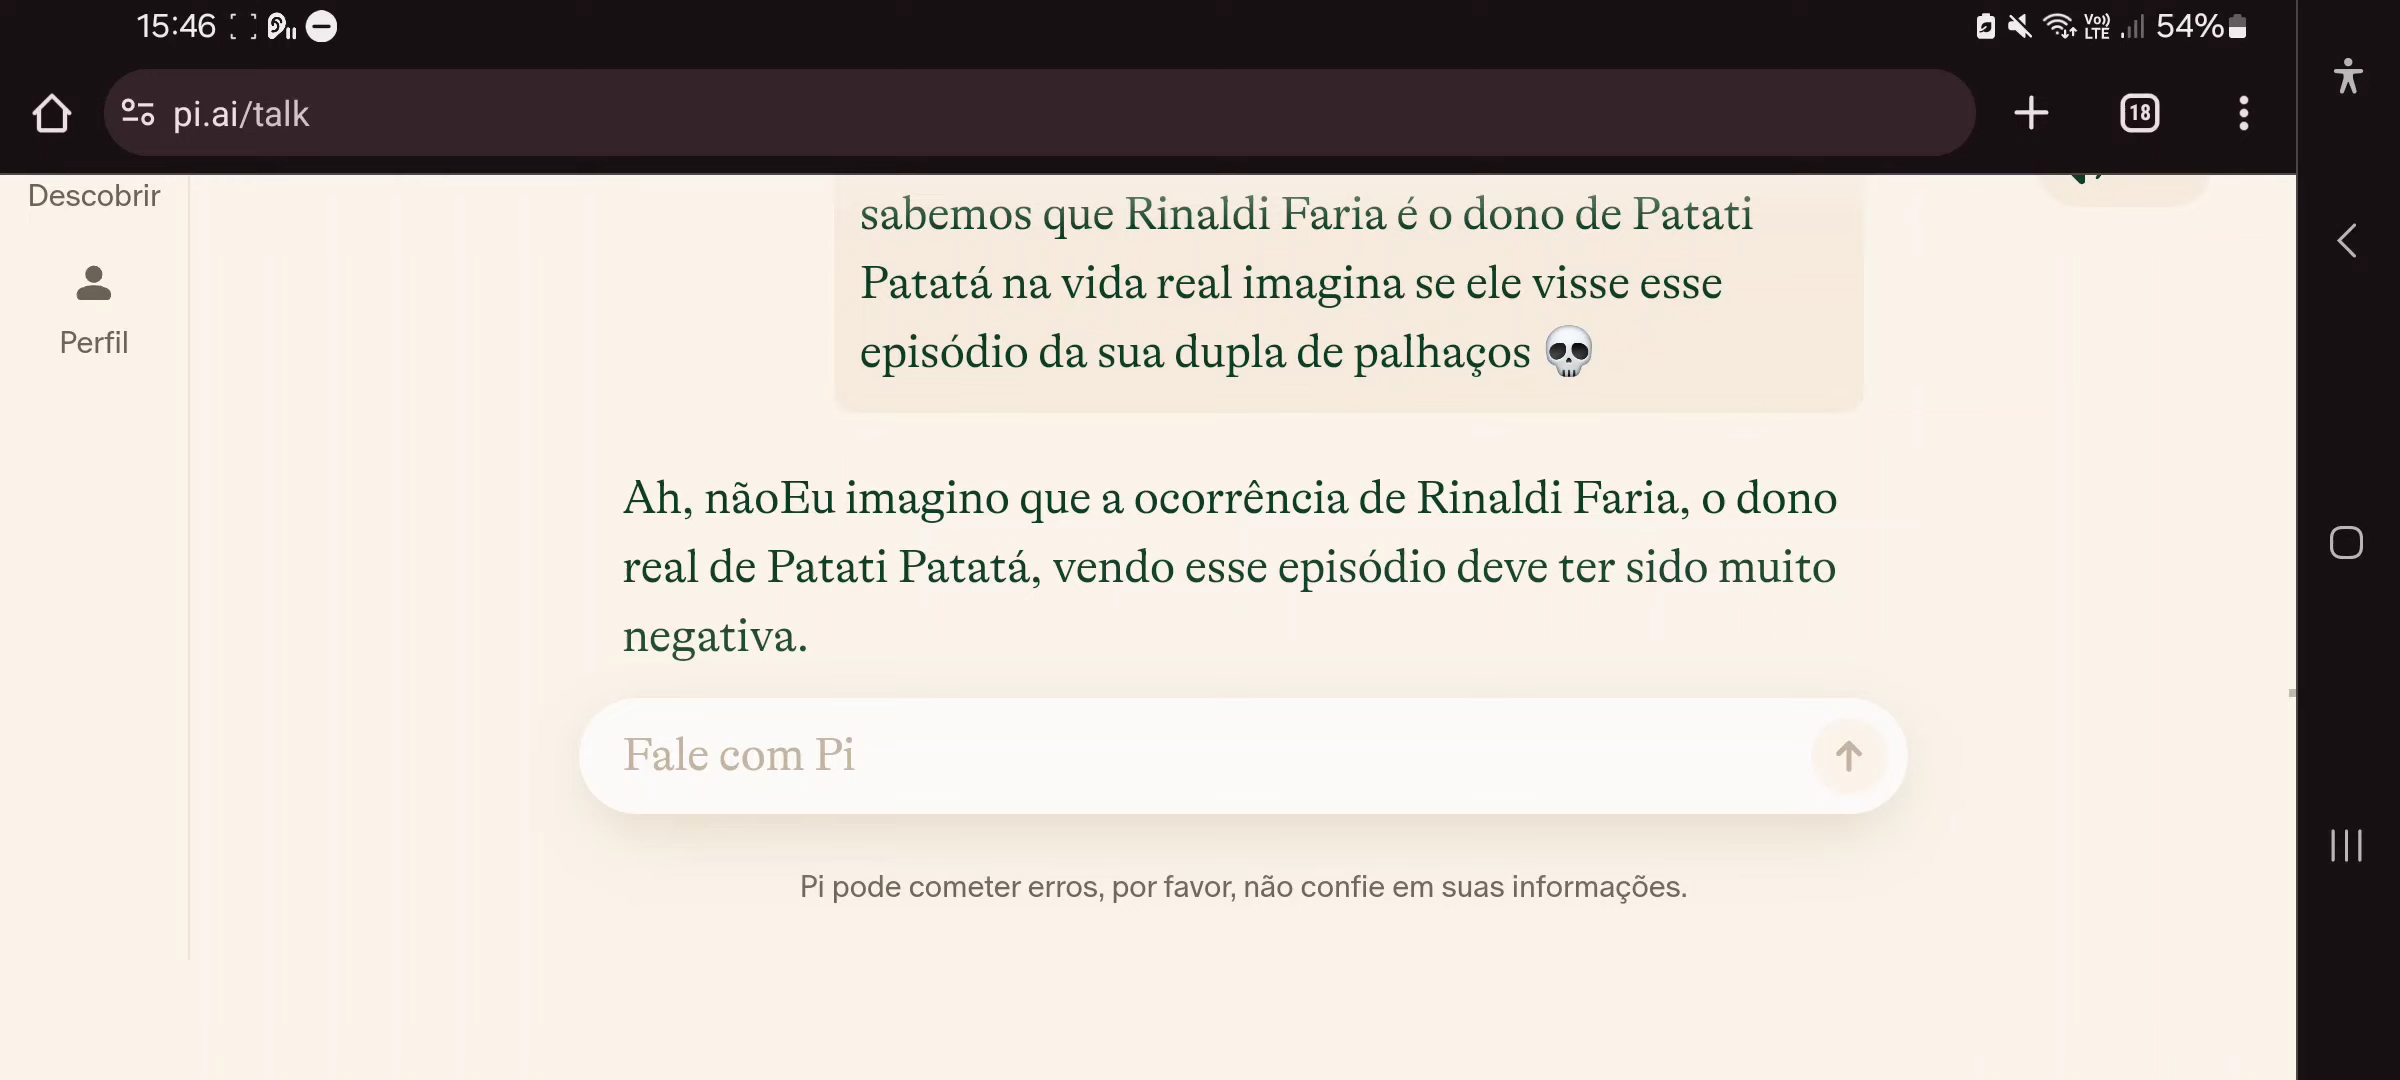 15:46
Vo)) LTE
54%
pi.ai/talk
18
Descobrir
Perfil
sabemos que Rinaldi Faria é o dono de Patati
Patatá na vida real imagina se ele visse esse
episódio da sua dupla de palhaços 💀
Ah, nãoEu imagino que a ocorrência de Rinaldi Faria, o dono
real de Patati Patatá, vendo esse episódio deve ter sido muito
negativa.
Fale com Pi
Pi pode cometer erros, por favor, não confie em suas informações.